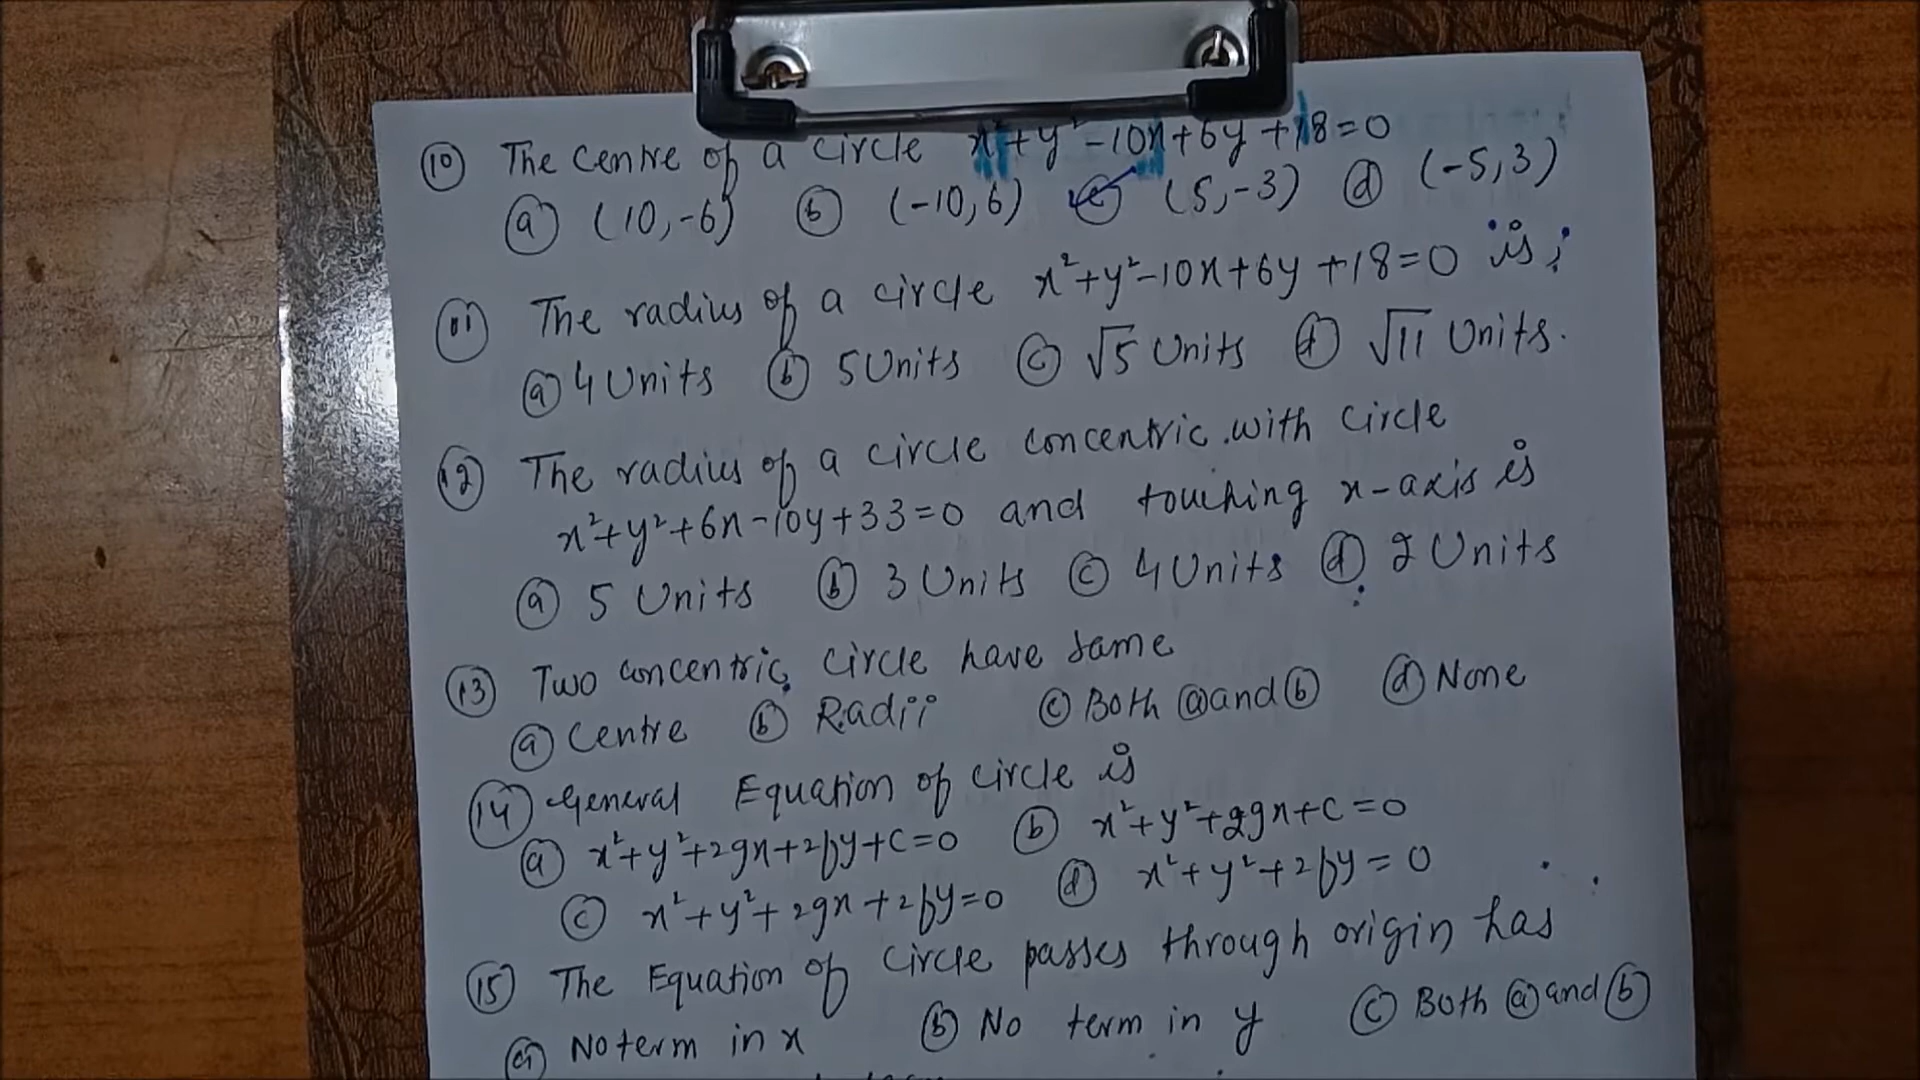 (10) The Centre of a circle x²+y²-10x+6y+18=0
(a) (10,-6) (b) (-10,6) (c) (5,-3) (d) (-5,3)
(11) The radius of a circle x²+y²-10x+6y+18=0 is;
(a) 4 Units (b) 5 Units (c) √5 Units (d) √11 Units.
(12) The radius of a circle concentric with circle
x²+y²+6x-10y+33=0 and touching x-axis is
(a) 5 Units (b) 3 Units (c) 4 Units (d) 2 Units
(13) Two concentric circle have same
(a) Centre (b) Radii (c) Both (a) and (b) (d) None
(14) General Equation of circle is
(a) x²+y²+2gx+2fy+c=0 (b) x²+y²+2gx+c=0
(c) x²+y²+2gx+2fy=0 (d) x²+y²+2fy=0
(15) The Equation of circle passes through origin has
(a) No term in x (b) No term in y (c) Both (a) and (b)